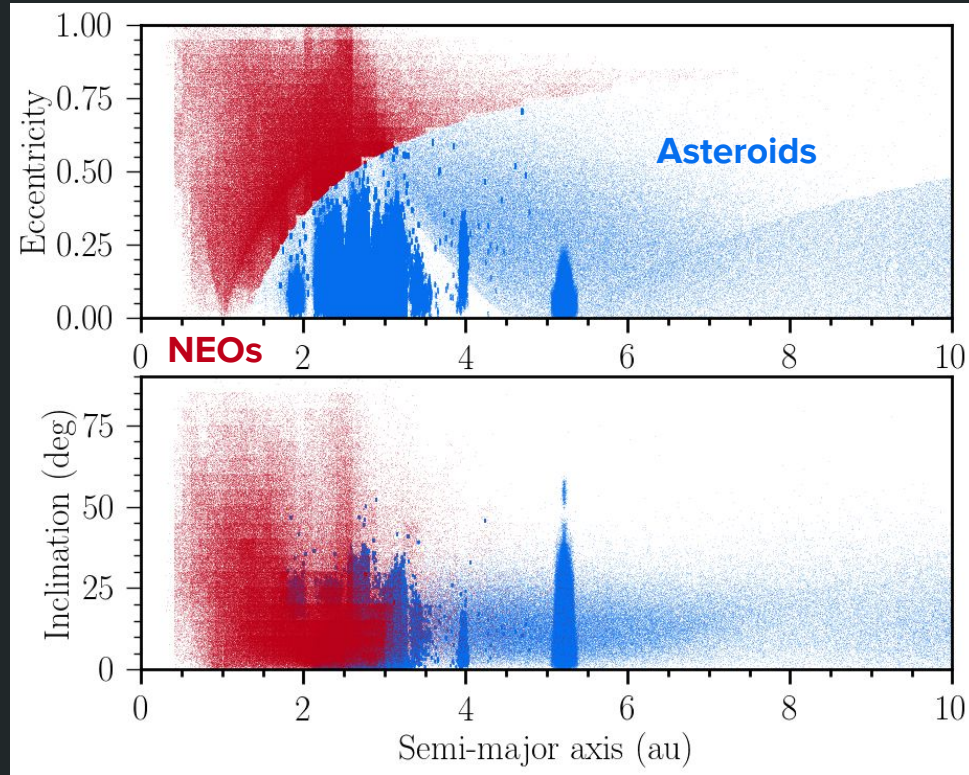 1.00
0.75
0.50
0.25
0.00
Eccentricity
Asteroids
0 2 4 6 8 10
NEOs
75
50
25
0
Inclination (deg)
0 2 4 6 8 10
Semi-major axis (au)